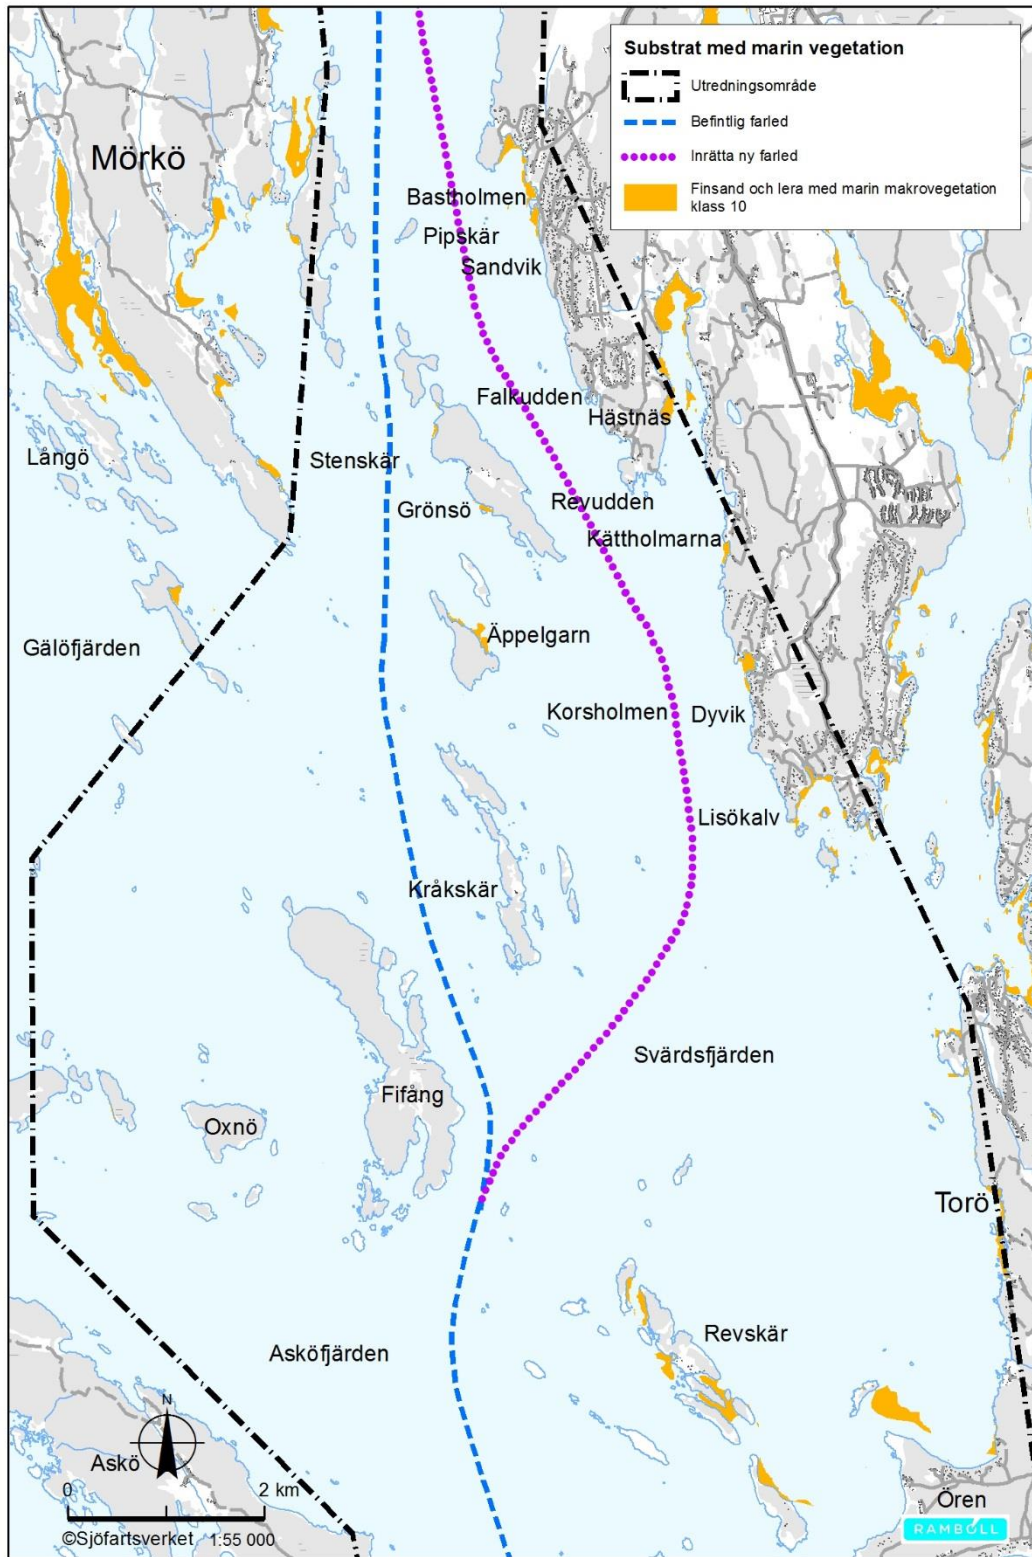 Substrat med marin vegetation
Utredningsområde
Befintlig farled
Inrätta ny farled
Finsand och lera med marin makrovegetation
klass 10
Mörkö
Bastholmen
Pipskär
Sandvik
Falkudden
Hästnäs
Långö
Stenskär
Grönsö
Revudden
Kättholmarna
Gälöfjärden
Äppelgarn
Korsholmen
Dyvik
Lisökalv
Kråkskär
Svärdsfjärden
Fifång
Oxnö
Torö
Revskär
Asköfjärden
N
Askö
0
2 km
Ören
©Sjöfartsverket 1:55 000
RAMBOLL